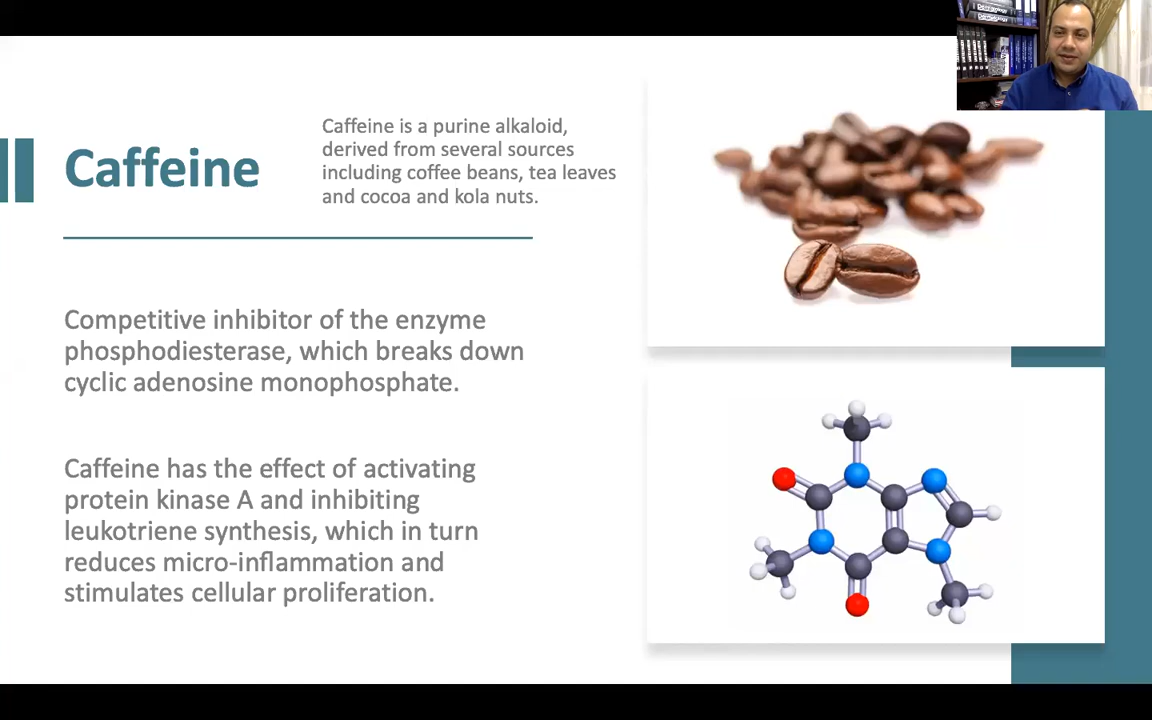 Caffeine
Caffeine is a purine alkaloid,
derived from several sources
including coffee beans, tea leaves
and cocoa and kola nuts.
Competitive inhibitor of the enzyme
phosphodiesterase, which breaks down
cyclic adenosine monophosphate.
Caffeine has the effect of activating
protein kinase A and inhibiting
leukotriene synthesis, which in turn
reduces micro-inflammation and
stimulates cellular proliferation.